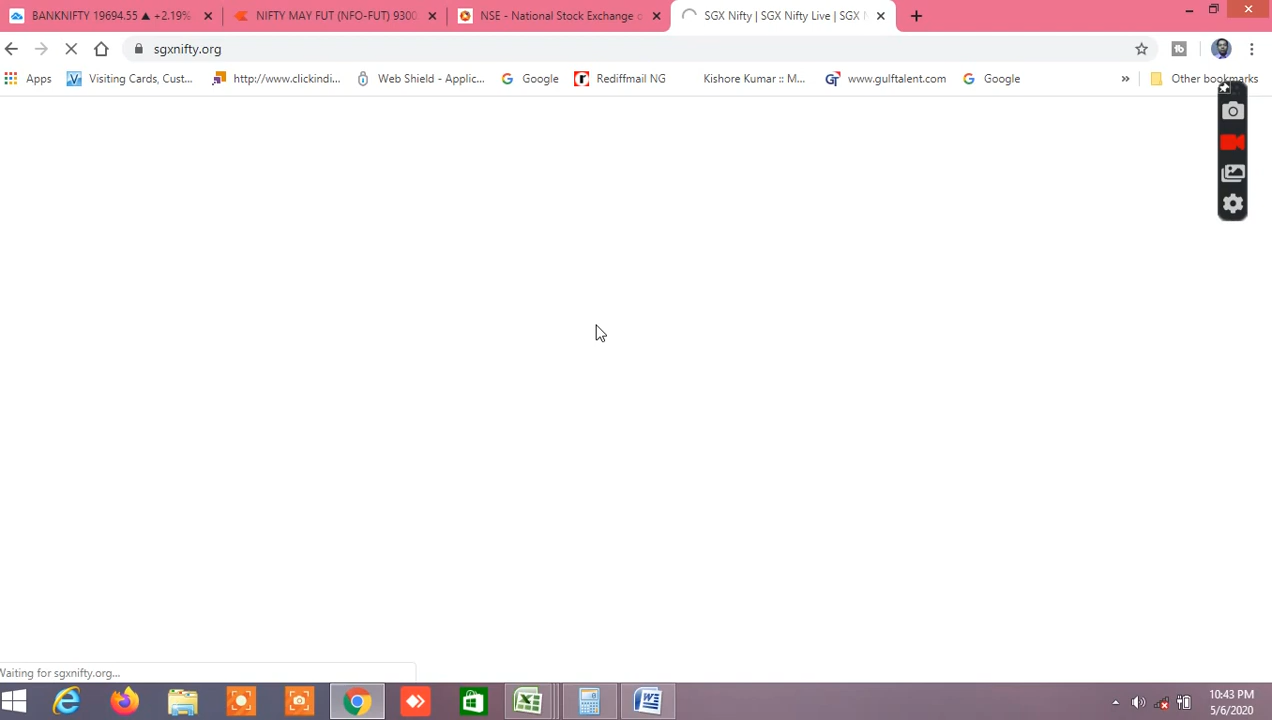 BANKNIFTY 19694.55 ▲ +2.19%
NIFTY MAY FUT (NFO-FUT) 9300
NSE - National Stock Exchange o
SGX Nifty | SGX Nifty Live | SGX N
sgxnifty.org
Apps
Visiting Cards, Cust...
http://www.clickindi...
Web Shield - Applic...
Google
Rediffmail NG
Kishore Kumar :: M...
www.gulftalent.com
Google
»
Other bookmarks
Waiting for sgxnifty.org...
10:43 PM
5/6/2020